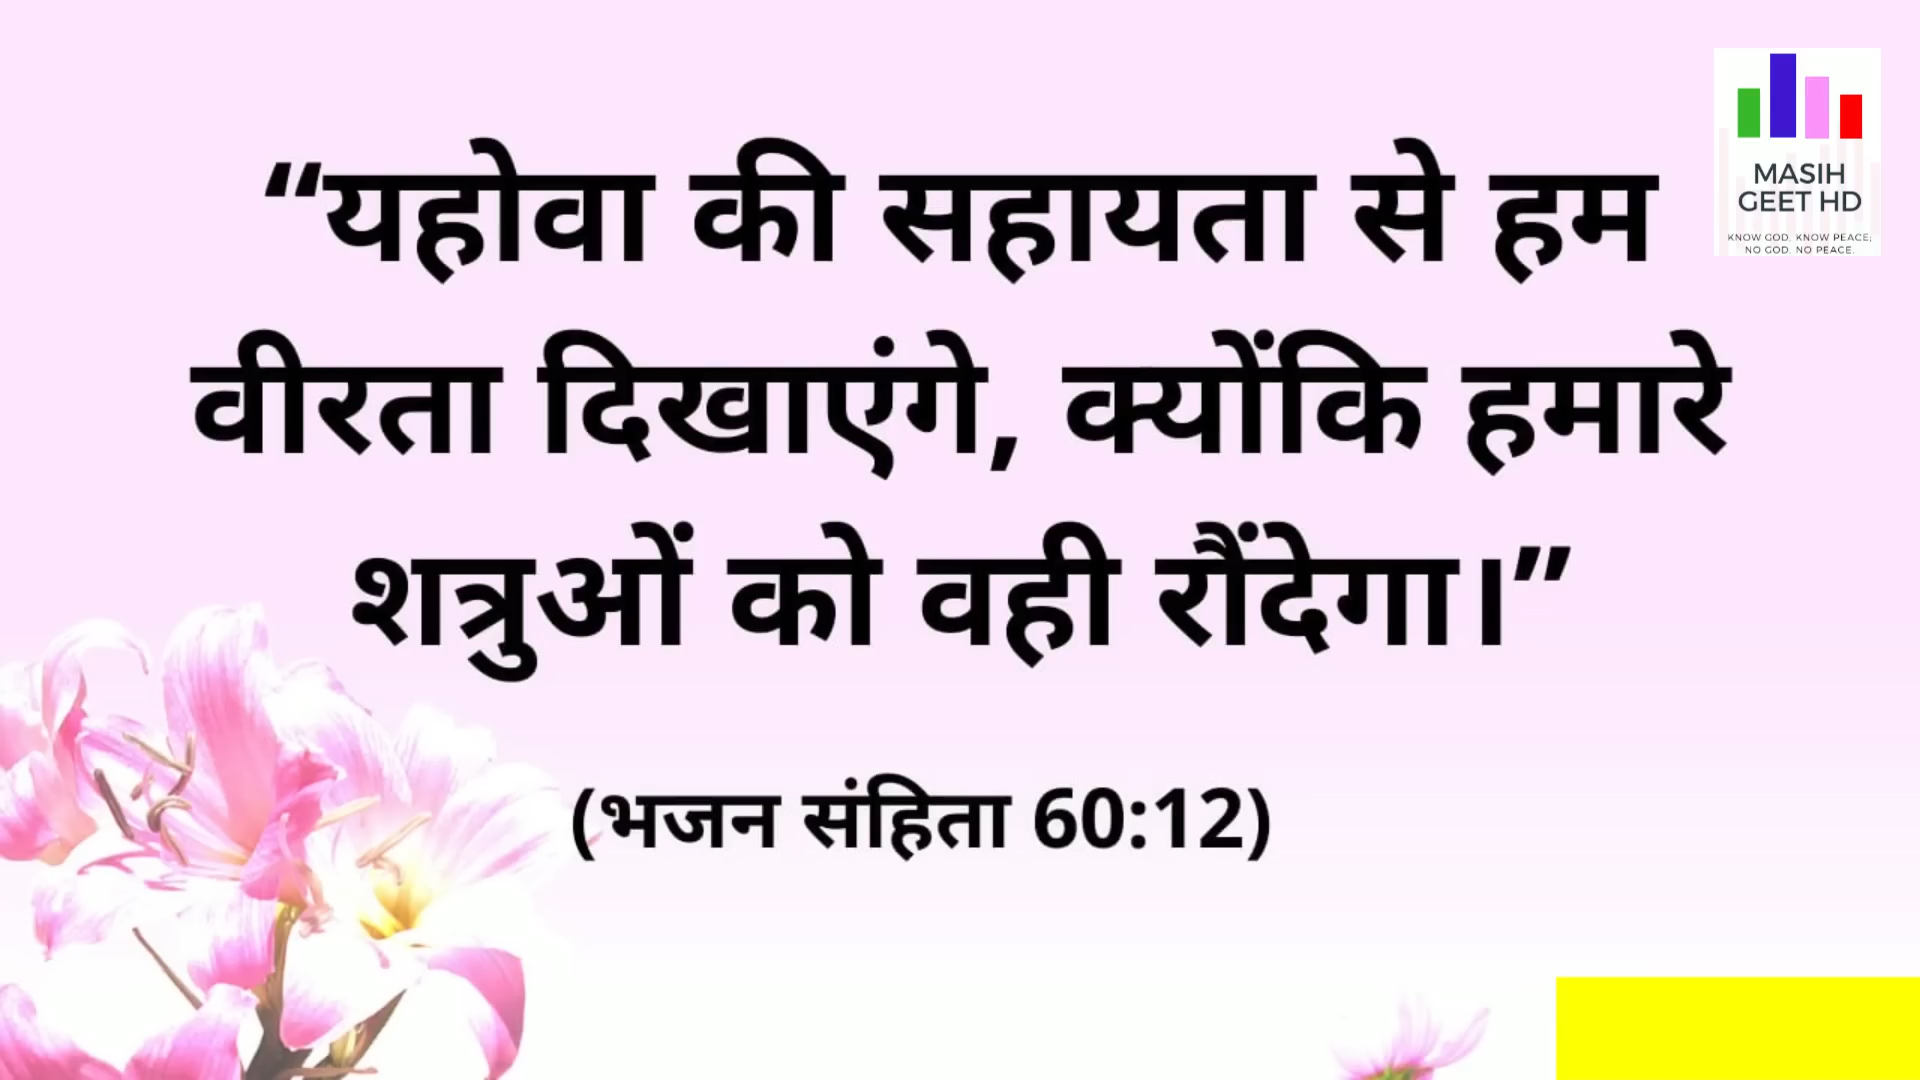 “यहोवा की सहायता से हम
वीरता दिखाएंगे, क्योंकि हमारे
शत्रुओं को वही रौंदेगा।”
(भजन संहिता 60:12)
MASIH
GEET HD
KNOW GOD, KNOW PEACE;
NO GOD, NO PEACE.